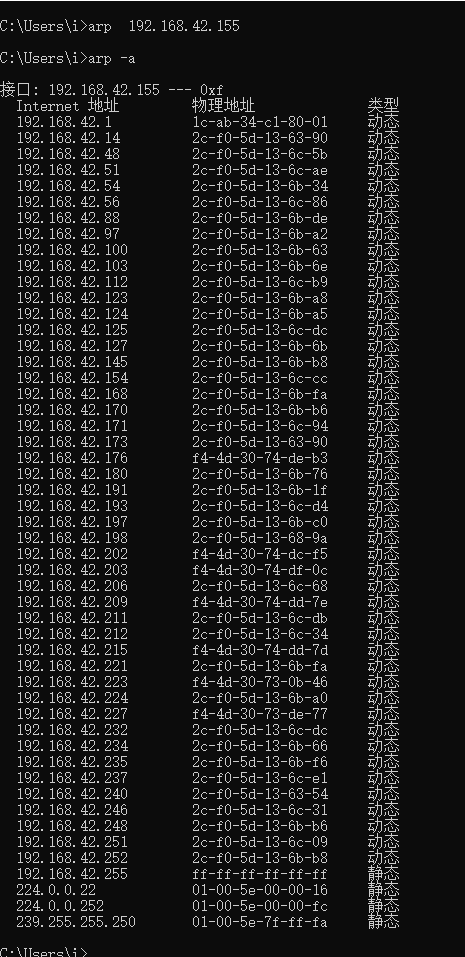 C:\Users\i>arp  192.168.42.155
C:\Users\i>arp -a
接口: 192.168.42.155 --- 0xf
Internet 地址 物理地址 类型
192.168.42.1 1c-ab-34-c1-80-01 动态
192.168.42.14 2c-f0-5d-13-63-90 动态
192.168.42.48 2c-f0-5d-13-6c-5b 动态
192.168.42.51 2c-f0-5d-13-6c-ae 动态
192.168.42.54 2c-f0-5d-13-6b-34 动态
192.168.42.56 2c-f0-5d-13-6c-86 动态
192.168.42.88 2c-f0-5d-13-6b-de 动态
192.168.42.97 2c-f0-5d-13-6b-a2 动态
192.168.42.100 2c-f0-5d-13-6b-63 动态
192.168.42.103 2c-f0-5d-13-6b-6e 动态
192.168.42.112 2c-f0-5d-13-6c-b9 动态
192.168.42.123 2c-f0-5d-13-6b-a8 动态
192.168.42.124 2c-f0-5d-13-6b-a5 动态
192.168.42.125 2c-f0-5d-13-6c-dc 动态
192.168.42.127 2c-f0-5d-13-6b-6b 动态
192.168.42.145 2c-f0-5d-13-6b-b8 动态
192.168.42.154 2c-f0-5d-13-6c-cc 动态
192.168.42.168 2c-f0-5d-13-6b-fa 动态
192.168.42.170 2c-f0-5d-13-6b-b6 动态
192.168.42.171 2c-f0-5d-13-6c-94 动态
192.168.42.173 2c-f0-5d-13-63-90 动态
192.168.42.176 f4-4d-30-74-de-b3 动态
192.168.42.180 2c-f0-5d-13-6b-76 动态
192.168.42.191 2c-f0-5d-13-6b-1f 动态
192.168.42.193 2c-f0-5d-13-6c-d4 动态
192.168.42.197 2c-f0-5d-13-6b-c0 动态
192.168.42.198 2c-f0-5d-13-68-9a 动态
192.168.42.202 f4-4d-30-74-dc-f5 动态
192.168.42.203 f4-4d-30-74-df-0c 动态
192.168.42.206 2c-f0-5d-13-6c-68 动态
192.168.42.209 f4-4d-30-74-dd-7e 动态
192.168.42.211 2c-f0-5d-13-6c-db 动态
192.168.42.212 2c-f0-5d-13-6c-34 动态
192.168.42.215 f4-4d-30-74-dd-7d 动态
192.168.42.221 2c-f0-5d-13-6b-fa 动态
192.168.42.223 f4-4d-30-73-0b-46 动态
192.168.42.224 2c-f0-5d-13-6b-a0 动态
192.168.42.227 f4-4d-30-73-de-77 动态
192.168.42.232 2c-f0-5d-13-6c-dc 动态
192.168.42.234 2c-f0-5d-13-6b-66 动态
192.168.42.235 2c-f0-5d-13-6b-f6 动态
192.168.42.237 2c-f0-5d-13-6c-e1 动态
192.168.42.240 2c-f0-5d-13-63-54 动态
192.168.42.246 2c-f0-5d-13-6c-31 动态
192.168.42.248 2c-f0-5d-13-6b-b6 动态
192.168.42.251 2c-f0-5d-13-6c-09 动态
192.168.42.252 2c-f0-5d-13-6b-b8 动态
192.168.42.255 ff-ff-ff-ff-ff-ff 静态
224.0.0.22 01-00-5e-00-00-16 静态
224.0.0.252 01-00-5e-00-00-fc 静态
239.255.255.250 01-00-5e-7f-ff-fa 静态
C:\Users\i>